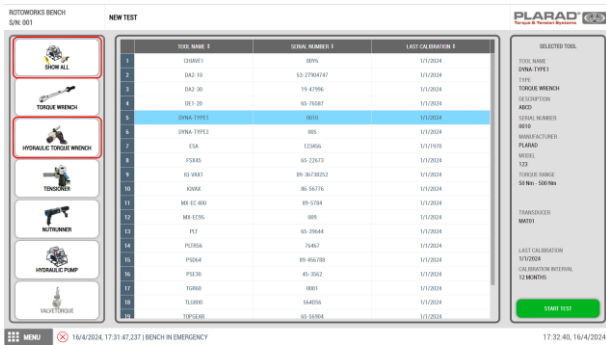 ROTOWORKS BENCH
S/N: 001
NEW TEST
PLARAD
Torque & Tension Systems
SHOW ALL
TORQUE WRENCH
HYDRAULIC TORQUE WRENCH
TENSIONER
NUTRUNNER
HYDRAULIC PUMP
VALVETORQUE
TOOL NAME SERIAL NUMBER LAST CALIBRATION
1 CHIAVE1 0095 1/1/2024
2 DA2-10 53-27904747 1/1/2024
3 DA2-30 19-47996 1/1/2024
4 DE1-20 65-76587 1/1/2024
5 DYNA-TYPE1 0010 1/1/2024
6 DYNA-TYPE2 005 1/1/2024
7 ESA 123456 1/1/1970
8 FSXX5 65-22673 1/1/2024
9 IQ-VAR1 89-36738252 1/1/2024
10 IOMAX 86-56776 1/1/2024
11 MX-EC-400 89-5784 1/1/2024
12 MX-EC95 009 1/1/2024
13 PLT 65-39644 1/1/2024
14 PLTR56 76467 1/1/2024
15 PSD64 89-456788 1/1/2024
16 PSE30 45-3562 1/1/2024
17 TGR60 0001 1/1/2024
18 TLG800 564056 1/1/2024
19 TOPGEAR 65-56904 1/1/2024
SELECTED TOOL
TOOL NAME
DYNA-TYPE1
TYPE
TORQUE WRENCH
DESCRIPTION
ABCD
SERIAL NUMBER
0010
MANUFACTURER
PLARAD
MODEL
123
TORQUE RANGE
50 Nm - 500 Nm
TRANSDUCER
MAT01
LAST CALIBRATION
1/1/2024
CALIBRATION INTERVAL
12 MONTHS
START TEST
MENU
16/4/2024, 17:31:47,237 | BENCH IN EMERGENCY
17:32:40, 16/4/2024